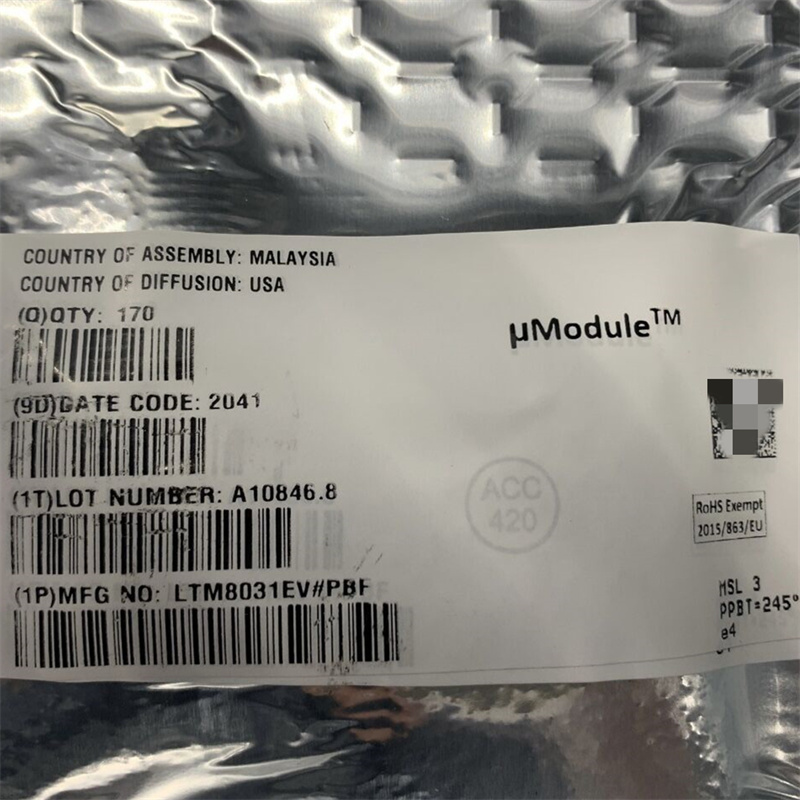 COUNTRY OF ASSEMBLY: MALAYSIA
COUNTRY OF DIFFUSION: USA
(Q)QTY: 170
µModule™
(9D)DATE CODE: 2041
(1T)LOT NUMBER: A10846.8
ACC
420
RoHS Exempt
2015/863/EU
(1P)MFG NO: LTM8031EV#PBF
MSL 3
PPBT=245°
e4